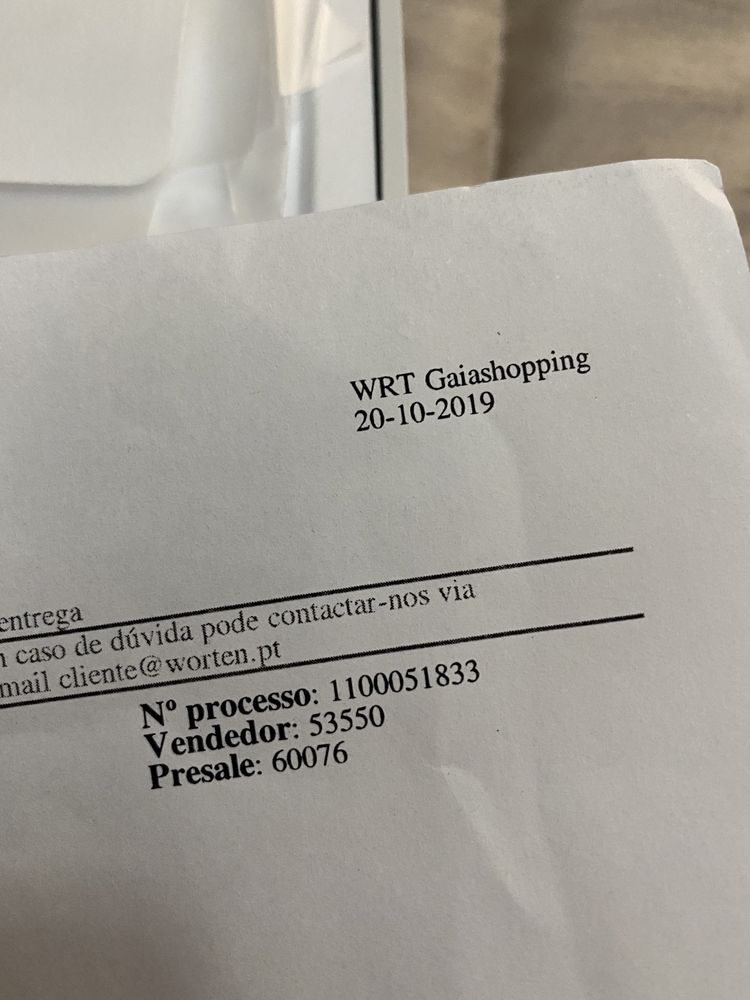 WRT Gaiashopping
20-10-2019
entrega
caso de dúvida pode contactar-nos via
mail cliente@worten.pt
Nº processo: 1100051833
Vendedor: 53550
Presale: 60076